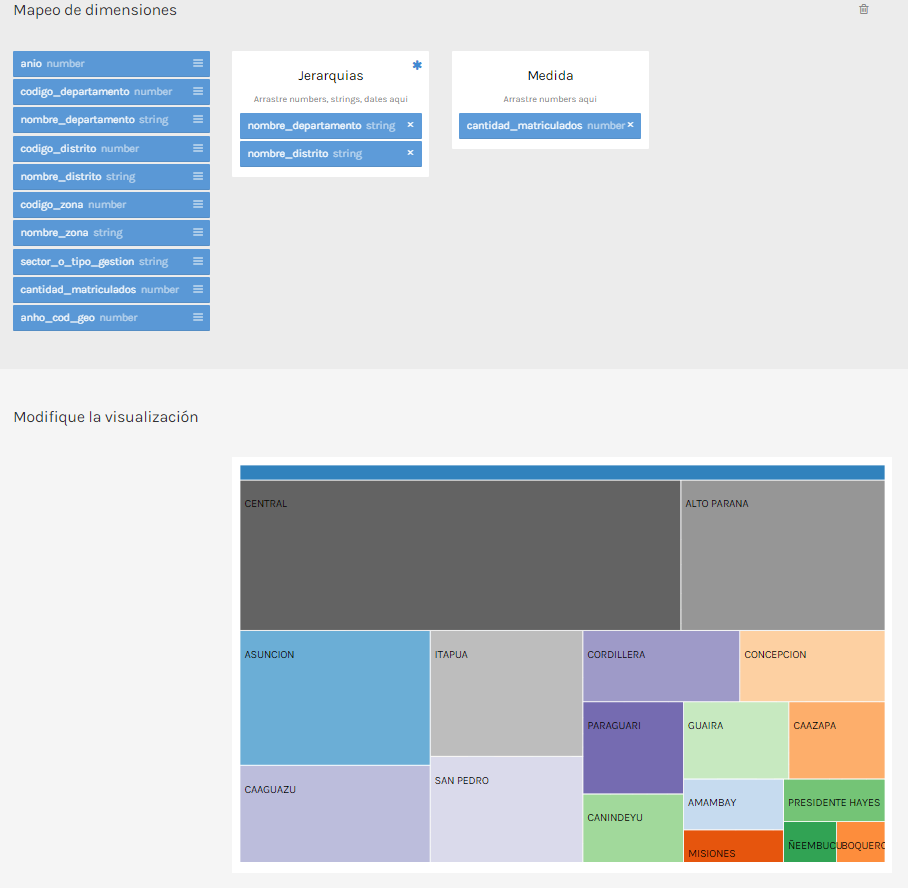 Mapeo de dimensiones
anio number
codigo_departamento number
nombre_departamento string
codigo_distrito number
nombre_distrito string
codigo_zona number
nombre_zona string
sector_o_tipo_gestion string
cantidad_matriculados number
anho_cod_geo number
Jerarquias
Arrastre numbers, strings, dates aqui
nombre_departamento string ×
nombre_distrito string ×
Medida
Arrastre numbers aqui
cantidad_matriculados number ×
Modifique la visualización
CENTRAL
ALTO PARANA
ASUNCION
ITAPUA
CORDILLERA
CONCEPCION
PARAGUARI
GUAIRA
CAAZAPA
CAAGUAZU
SAN PEDRO
CANINDEYU
AMAMBAY
PRESIDENTE HAYES
MISIONES
ÑEEMBUCU
BOQUERO